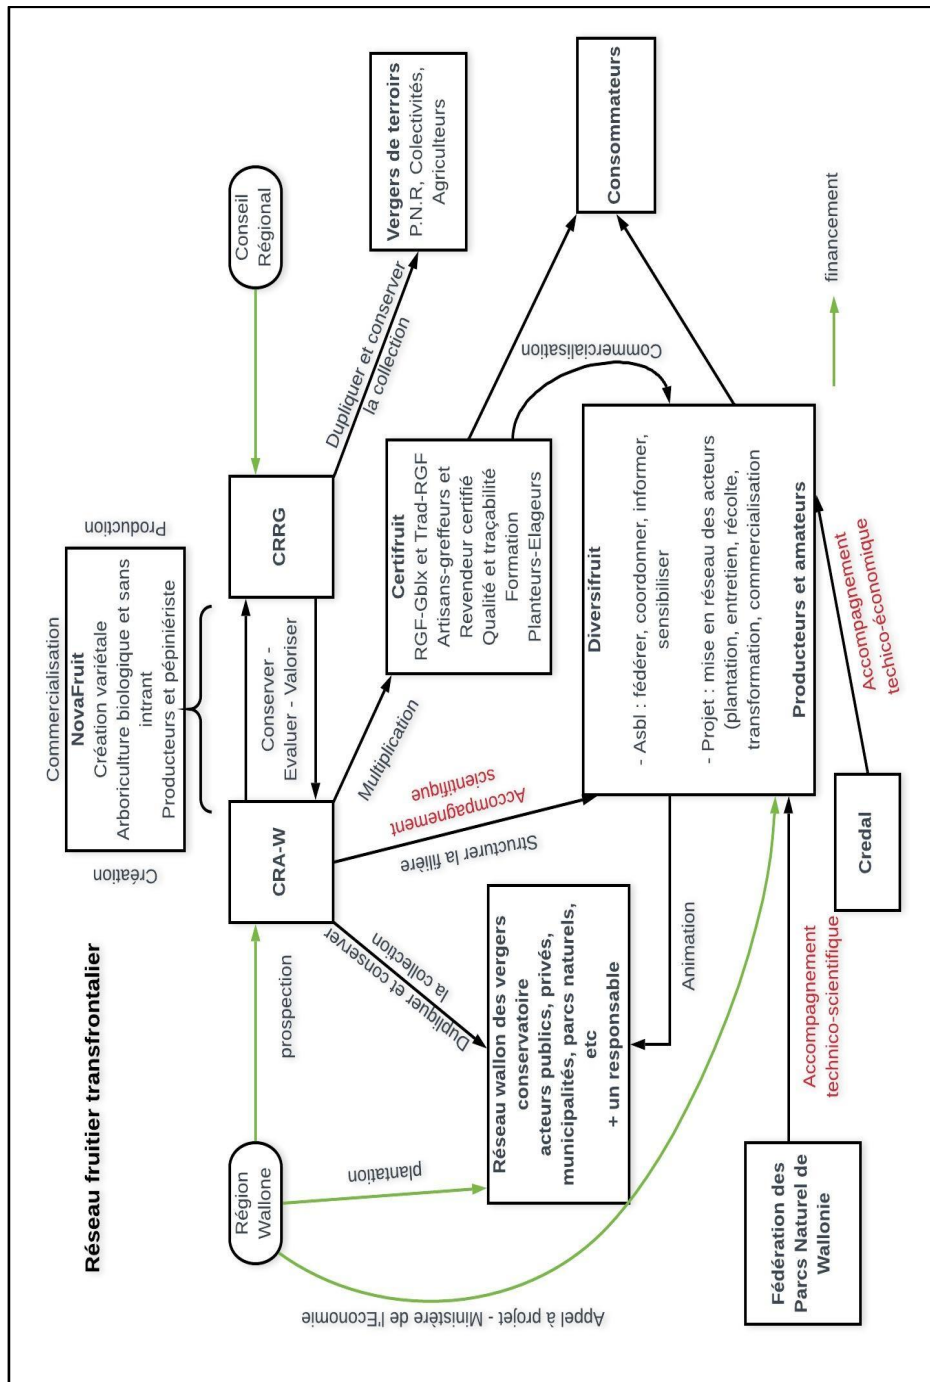 Réseau fruitier transfrontalier
Création
Commercialisation
Production
NovaFruit
Création variétale
Arboriculture biologique et sans
intrant
Producteurs et pépiniériste
Région
Wallone
prospection
CRA-W
Conserver -
Evaluer - Valoriser
CRRG
Conseil
Régional
plantation
Dupliquer et conserver
la collection
Structurer la filière
Accompagnement
scientifique
Multiplication
Dupliquer et conserver
la collection
Vergers de terroirs
P.N.R, Colectivités,
Agriculteurs
Certifruit
RGF-Gblx et Trad-RGF
Artisans-greffeurs et
Revendeur certifié
Qualité et traçabilité
Formation
Planteurs-Elageurs
Commercialisation
Consommateurs
Réseau wallon des vergers
conservatoire
acteurs publics, privés,
municipalités, parcs naturels,
etc
+ un responsable
Animation
Diversifruit
- Asbl : fédérer, coordonner, informer,
sensibiliser
- Projet : mise en réseau des acteurs
(plantation, entretien, récolte,
transformation, commercialisation
Producteurs et amateurs
Appel à projet - Ministère de l'Economie
Fédération des
Parcs Naturel de
Wallonie
Accompagnement
technico-scientifique
Credal
Accompagnement
techico-économique
financement